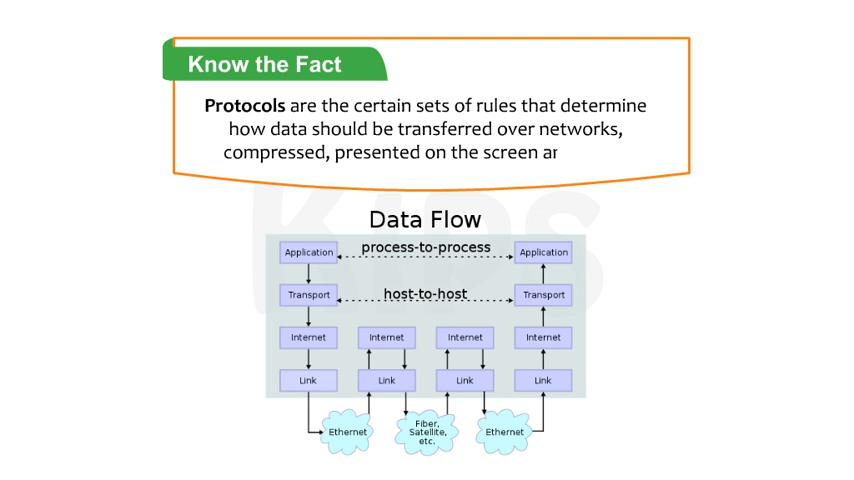 Know the Fact
Protocols are the certain sets of rules that determine
how data should be transferred over networks,
compressed, presented on the screen ar
KIPS
Data Flow
process-to-process
Application
Application
host-to-host
Transport
Transport
Internet
Internet
Internet
Internet
Link
Link
Link
Link
Ethernet
Fiber,
Satellite,
etc.
Ethernet